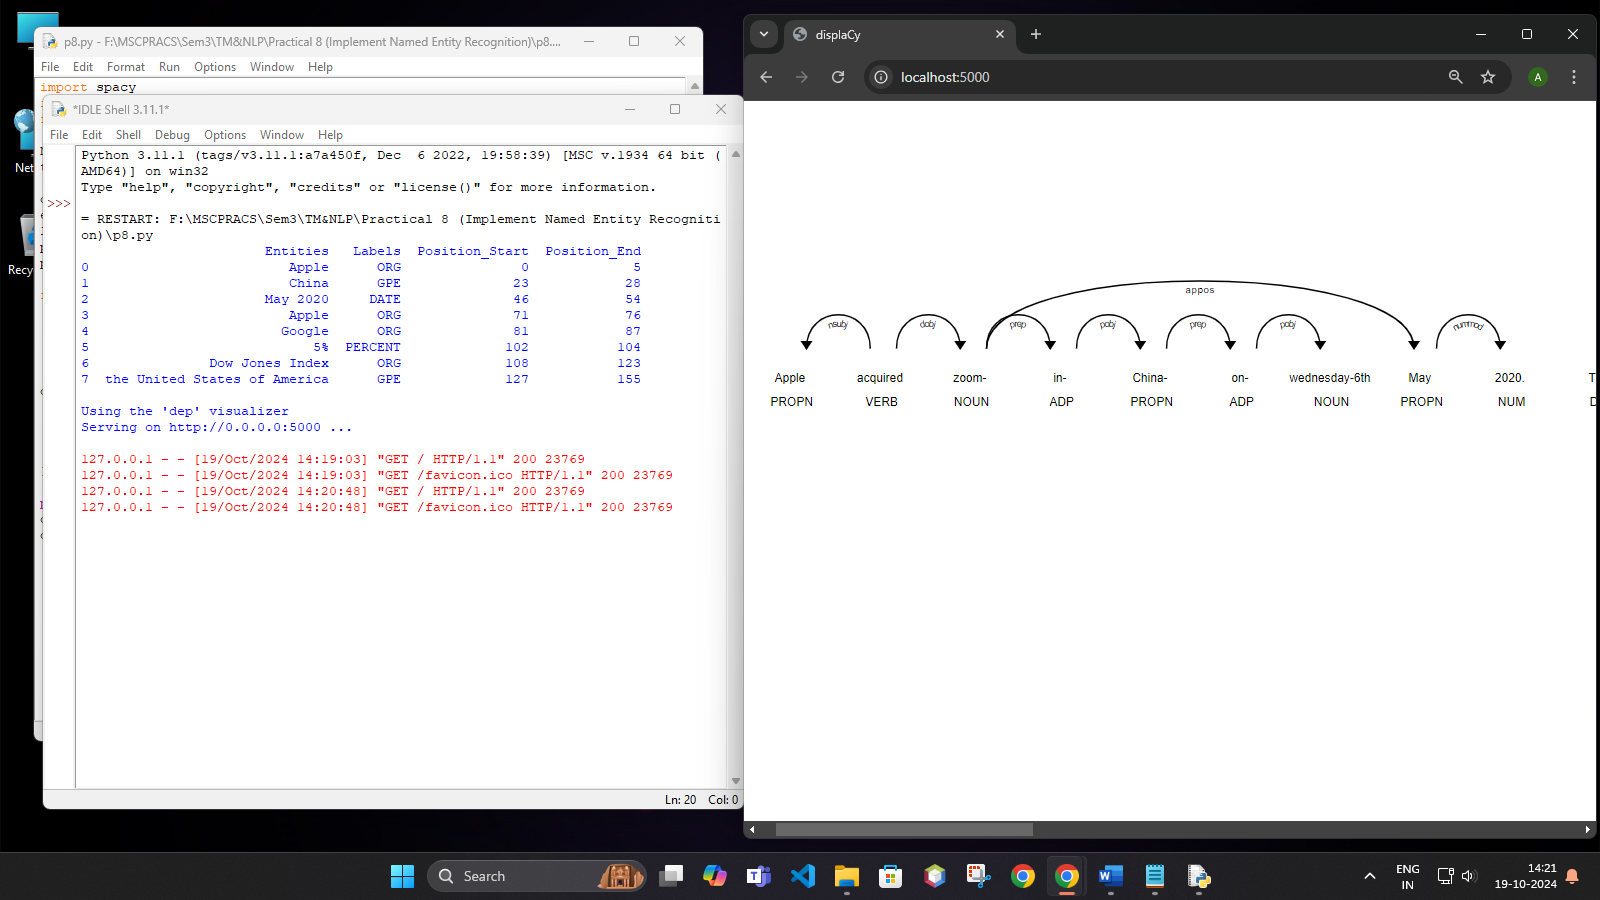 p8.py - F:\MSCPRACS\Sem3\TM&NLP\Practical 8 (Implement Named Entity Recognition)\p8.py....
File Edit Format Run Options Window Help
import spacy
*IDLE Shell 3.11.1*
File Edit Shell Debug Options Window Help
Python 3.11.1 (tags/v3.11.1:a7a450f, Dec  6 2022, 19:58:39) [MSC v.1934 64 bit (
AMD64)] on win32
Type "help", "copyright", "credits" or "license()" for more information.
>>>
= RESTART: F:\MSCPRACS\Sem3\TM&NLP\Practical 8 (Implement Named Entity Recogniti
on)\p8.py
Entities Labels Position_Start Position_End
0 Apple ORG 0 5
1 China GPE 23 28
2 May 2020 DATE 46 54
3 Apple ORG 71 76
4 Google ORG 81 87
5 5% PERCENT 102 104
6 Dow Jones Index ORG 108 123
7 the United States of America GPE 127 155
Using the 'dep' visualizer
Serving on http://0.0.0.0:5000 ...
127.0.0.1 - - [19/Oct/2024 14:19:03] "GET / HTTP/1.1" 200 23769
127.0.0.1 - - [19/Oct/2024 14:19:03] "GET /favicon.ico HTTP/1.1" 200 23769
127.0.0.1 - - [19/Oct/2024 14:20:48] "GET / HTTP/1.1" 200 23769
127.0.0.1 - - [19/Oct/2024 14:20:48] "GET /favicon.ico HTTP/1.1" 200 23769
Ln: 20 Col: 0
Net
Recy
displaCy
localhost:5000
A
appos
nsubj dobj prep pobj prep pobj nummod
Apple acquired zoom- in- China- on- wednesday-6th May 2020. T
PROPN VERB NOUN ADP PROPN ADP NOUN PROPN NUM D
Search
ENG
IN
14:21
19-10-2024